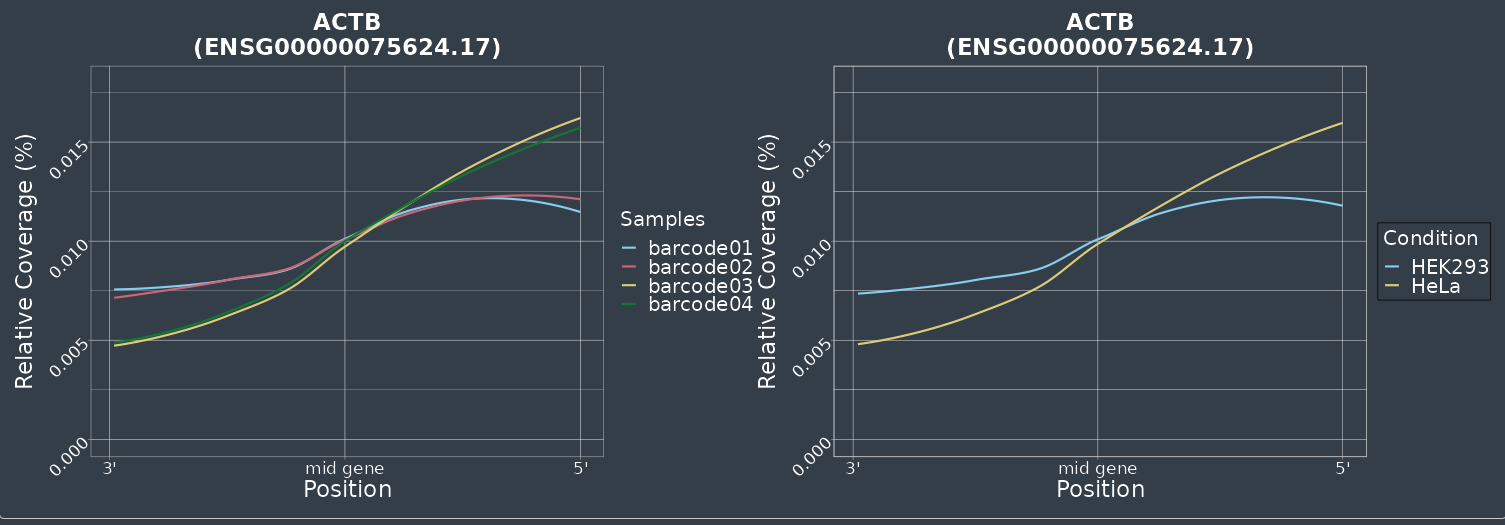 ACTB
(ENSG00000075624.17)
Relative Coverage (%)
0.015
0.010
0.005
0.000
3'
mid gene
5'
Position
Samples
barcode01
barcode02
barcode03
barcode04
ACTB
(ENSG00000075624.17)
Relative Coverage (%)
0.015
0.010
0.005
0.000
3'
mid gene
5'
Position
Condition
HEK293
HeLa